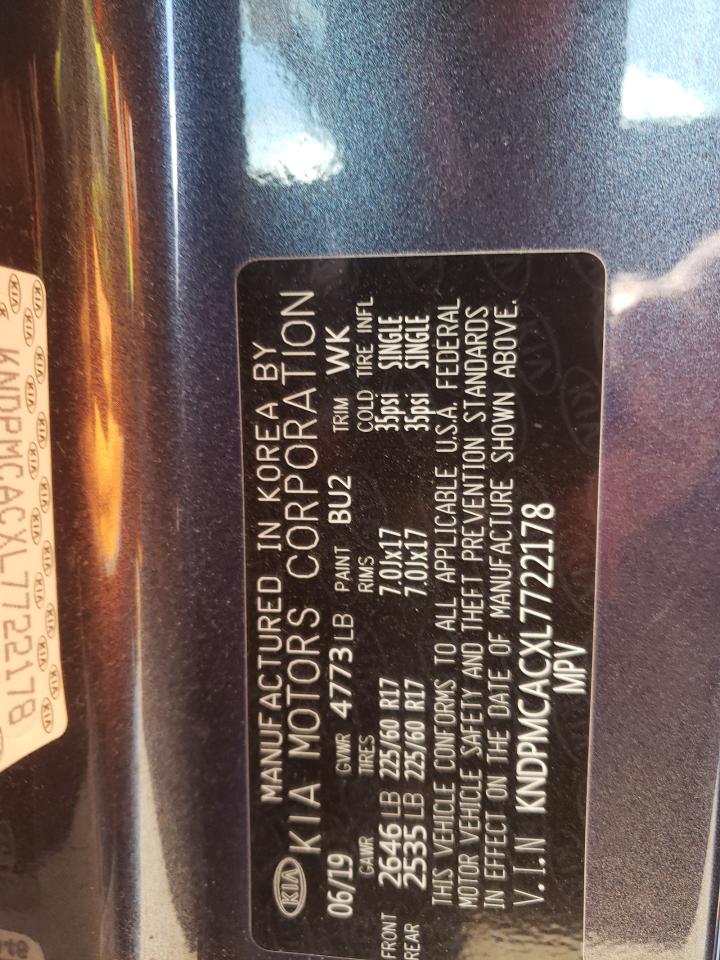 KNDPMCACXL7722178
KIA
MANUFACTURED IN KOREA BY
KIA MOTORS CORPORATION
06/19 GVWR 4773LB PAINT BU2 TRIM WK
GAWR TIRES RIMS COLD TIRE INFL
FRONT 2646LB 225/60 R17 7.0Jx17 35psi SINGLE
REAR 2535LB 225/60 R17 7.0Jx17 35psi SINGLE
THIS VEHICLE CONFORMS TO ALL APPLICABLE U.S.A. FEDERAL
MOTOR VEHICLE SAFETY AND THEFT PREVENTION STANDARDS
IN EFFECT ON THE DATE OF MANUFACTURE SHOWN ABOVE.
V.I.N KNDPMCACXL7722178
MPV